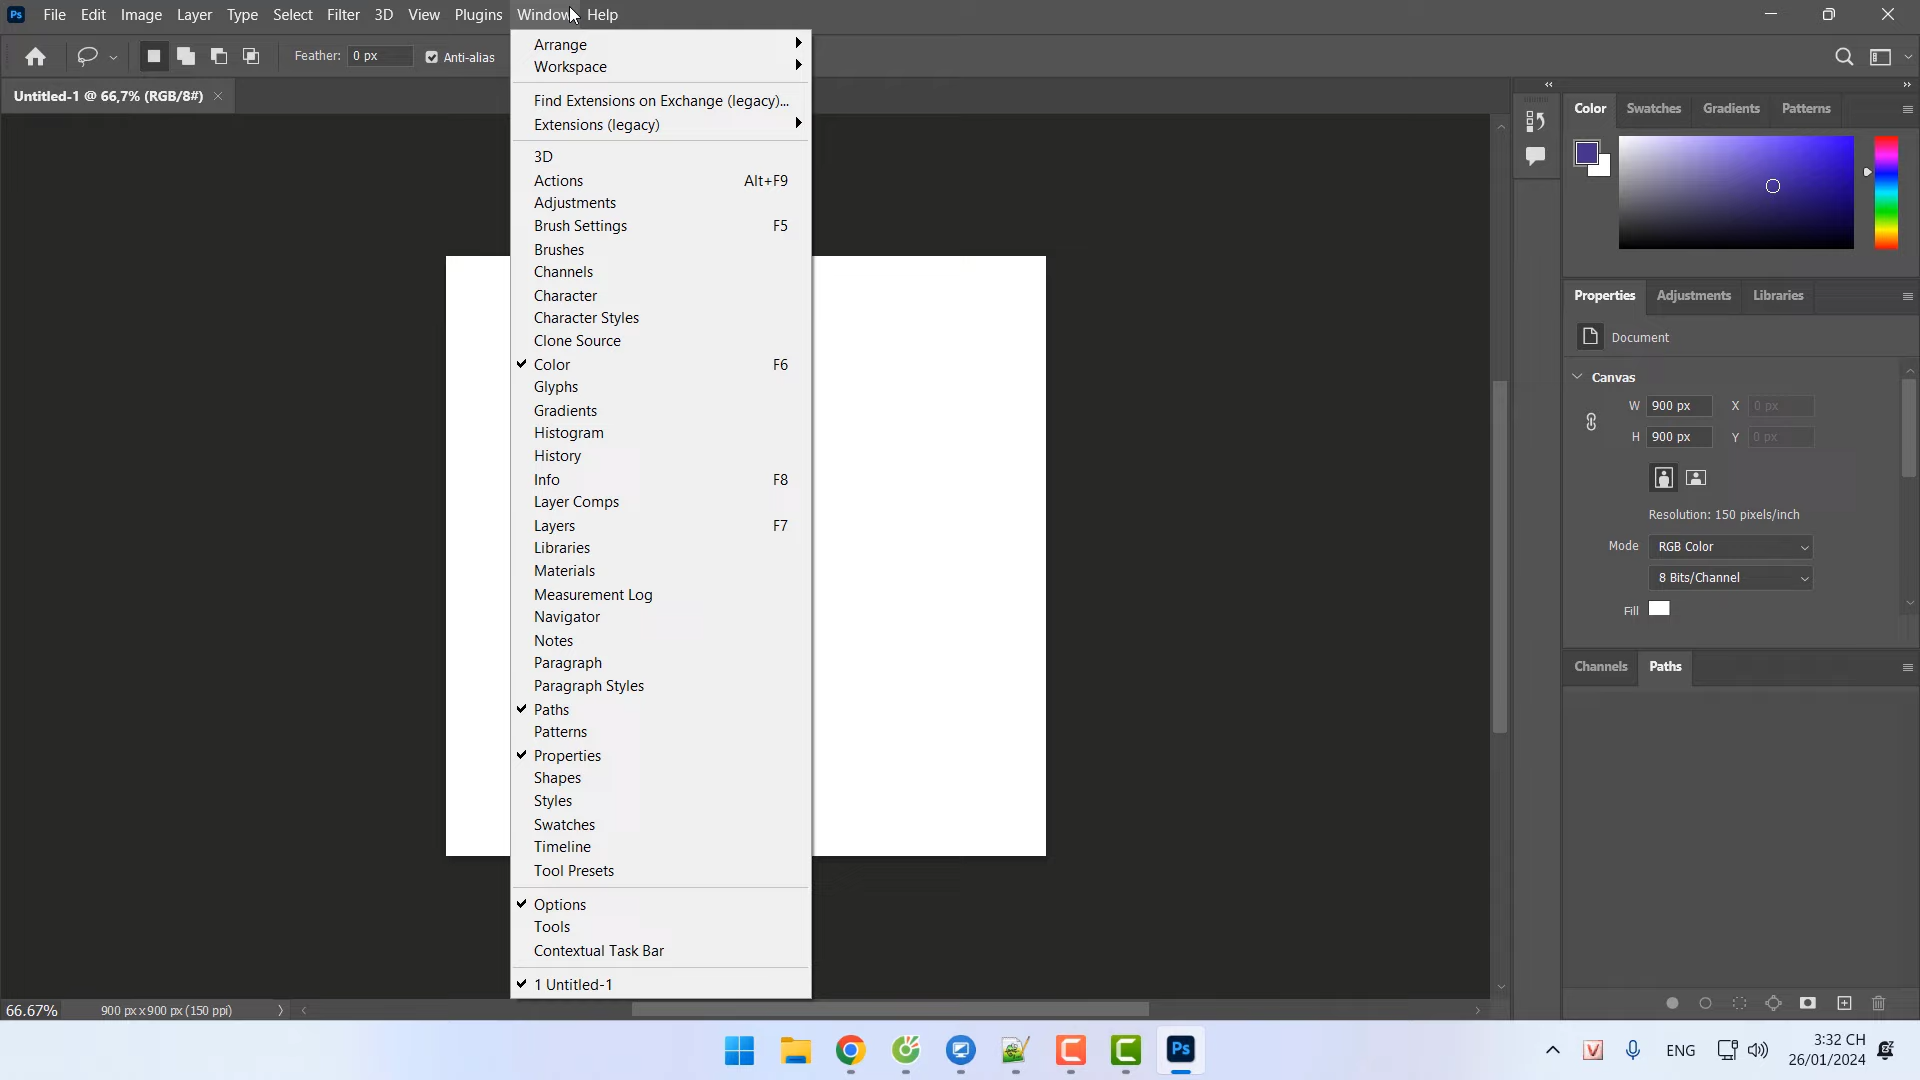 Ps File Edit Image Layer Type Select Filter 3D View Plugins Window Help
Feather: 0 px Anti-alias
Untitled-1 @ 66,7% (RGB/8#)
Arrange
Workspace
Find Extensions on Exchange (legacy)...
Extensions (legacy)
3D
Actions Alt+F9
Adjustments
Brush Settings F5
Brushes
Channels
Character
Character Styles
Clone Source
Color F6
Glyphs
Gradients
Histogram
History
Info F8
Layer Comps
Layers F7
Libraries
Materials
Measurement Log
Navigator
Notes
Paragraph
Paragraph Styles
Paths
Patterns
Properties
Shapes
Styles
Swatches
Timeline
Tool Presets
Options
Tools
Contextual Task Bar
1 Untitled-1
Color Swatches Gradients Patterns
Properties Adjustments Libraries
Document
Canvas
W 900 px X 0 px
H 900 px Y 0 px
Resolution: 150 pixels/inch
Mode RGB Color
8 Bits/Channel
Fill
Channels Paths
66.67% 900 px x 900 px (150 ppi)
Ps
V
ENG
3:32 CH
26/01/2024